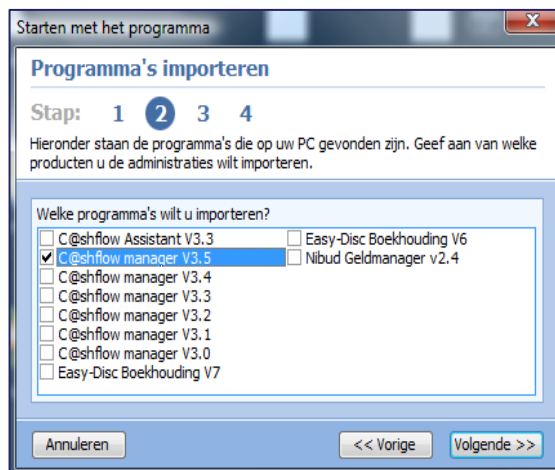 Starten met het programma
Programma's importeren
Stap: 1 2 3 4
Hieronder staan de programma's die op uw PC gevonden zijn. Geef aan van welke
producten u de administraties wilt importeren.
Welke programma's wilt u importeren?
C@shflow Assistant V3.3
C@shflow manager V3.5
C@shflow manager V3.4
C@shflow manager V3.3
C@shflow manager V3.2
C@shflow manager V3.1
C@shflow manager V3.0
Easy-Disc Boekhouding V7
Easy-Disc Boekhouding V6
Nibud Geldmanager v2.4
Annuleren
<< Vorige
Volgende >>